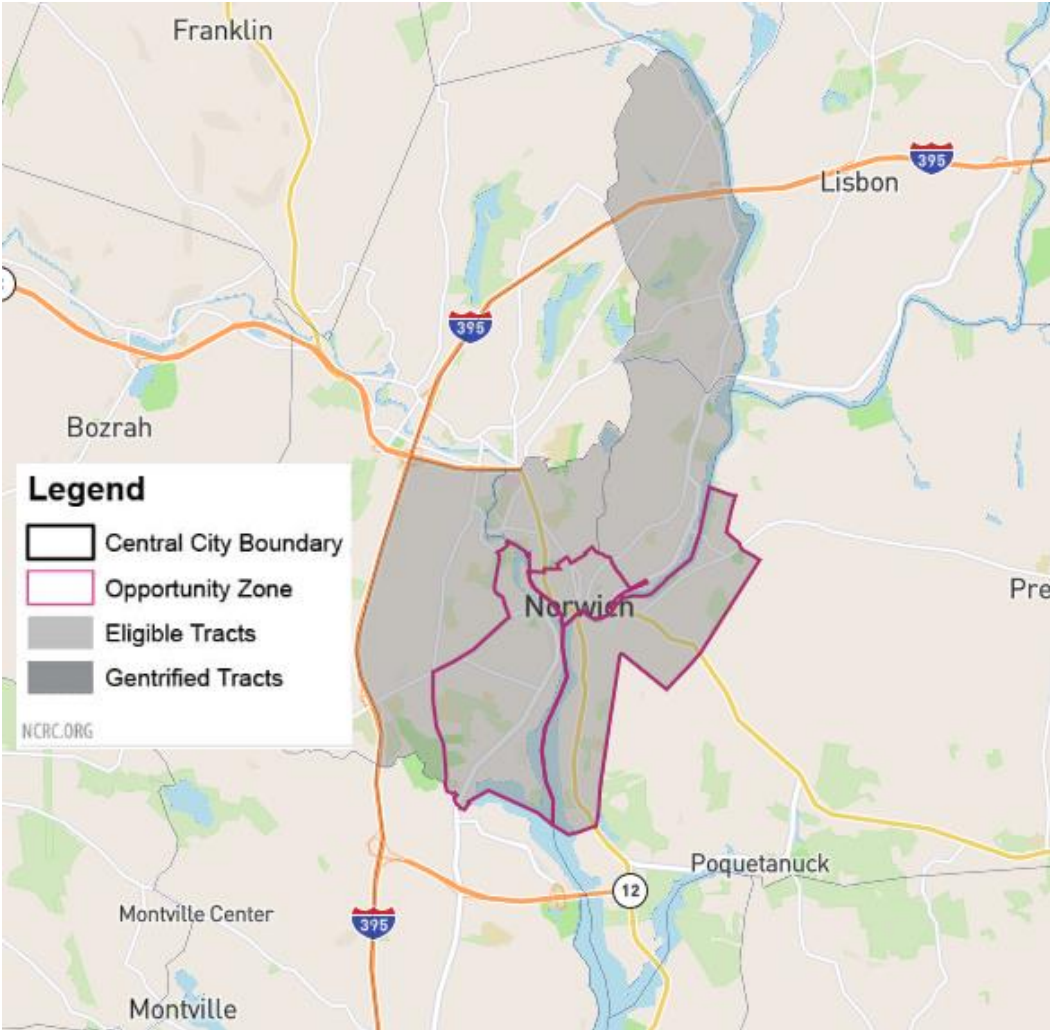 Franklin
395
Lisbon
395
Bozrah
Legend
Central City Boundary
Opportunity Zone
Eligible Tracts
Gentrified Tracts
NCRC.ORG
Norwich
Pre
Poquetanuck
12
Montville Center
395
Montville